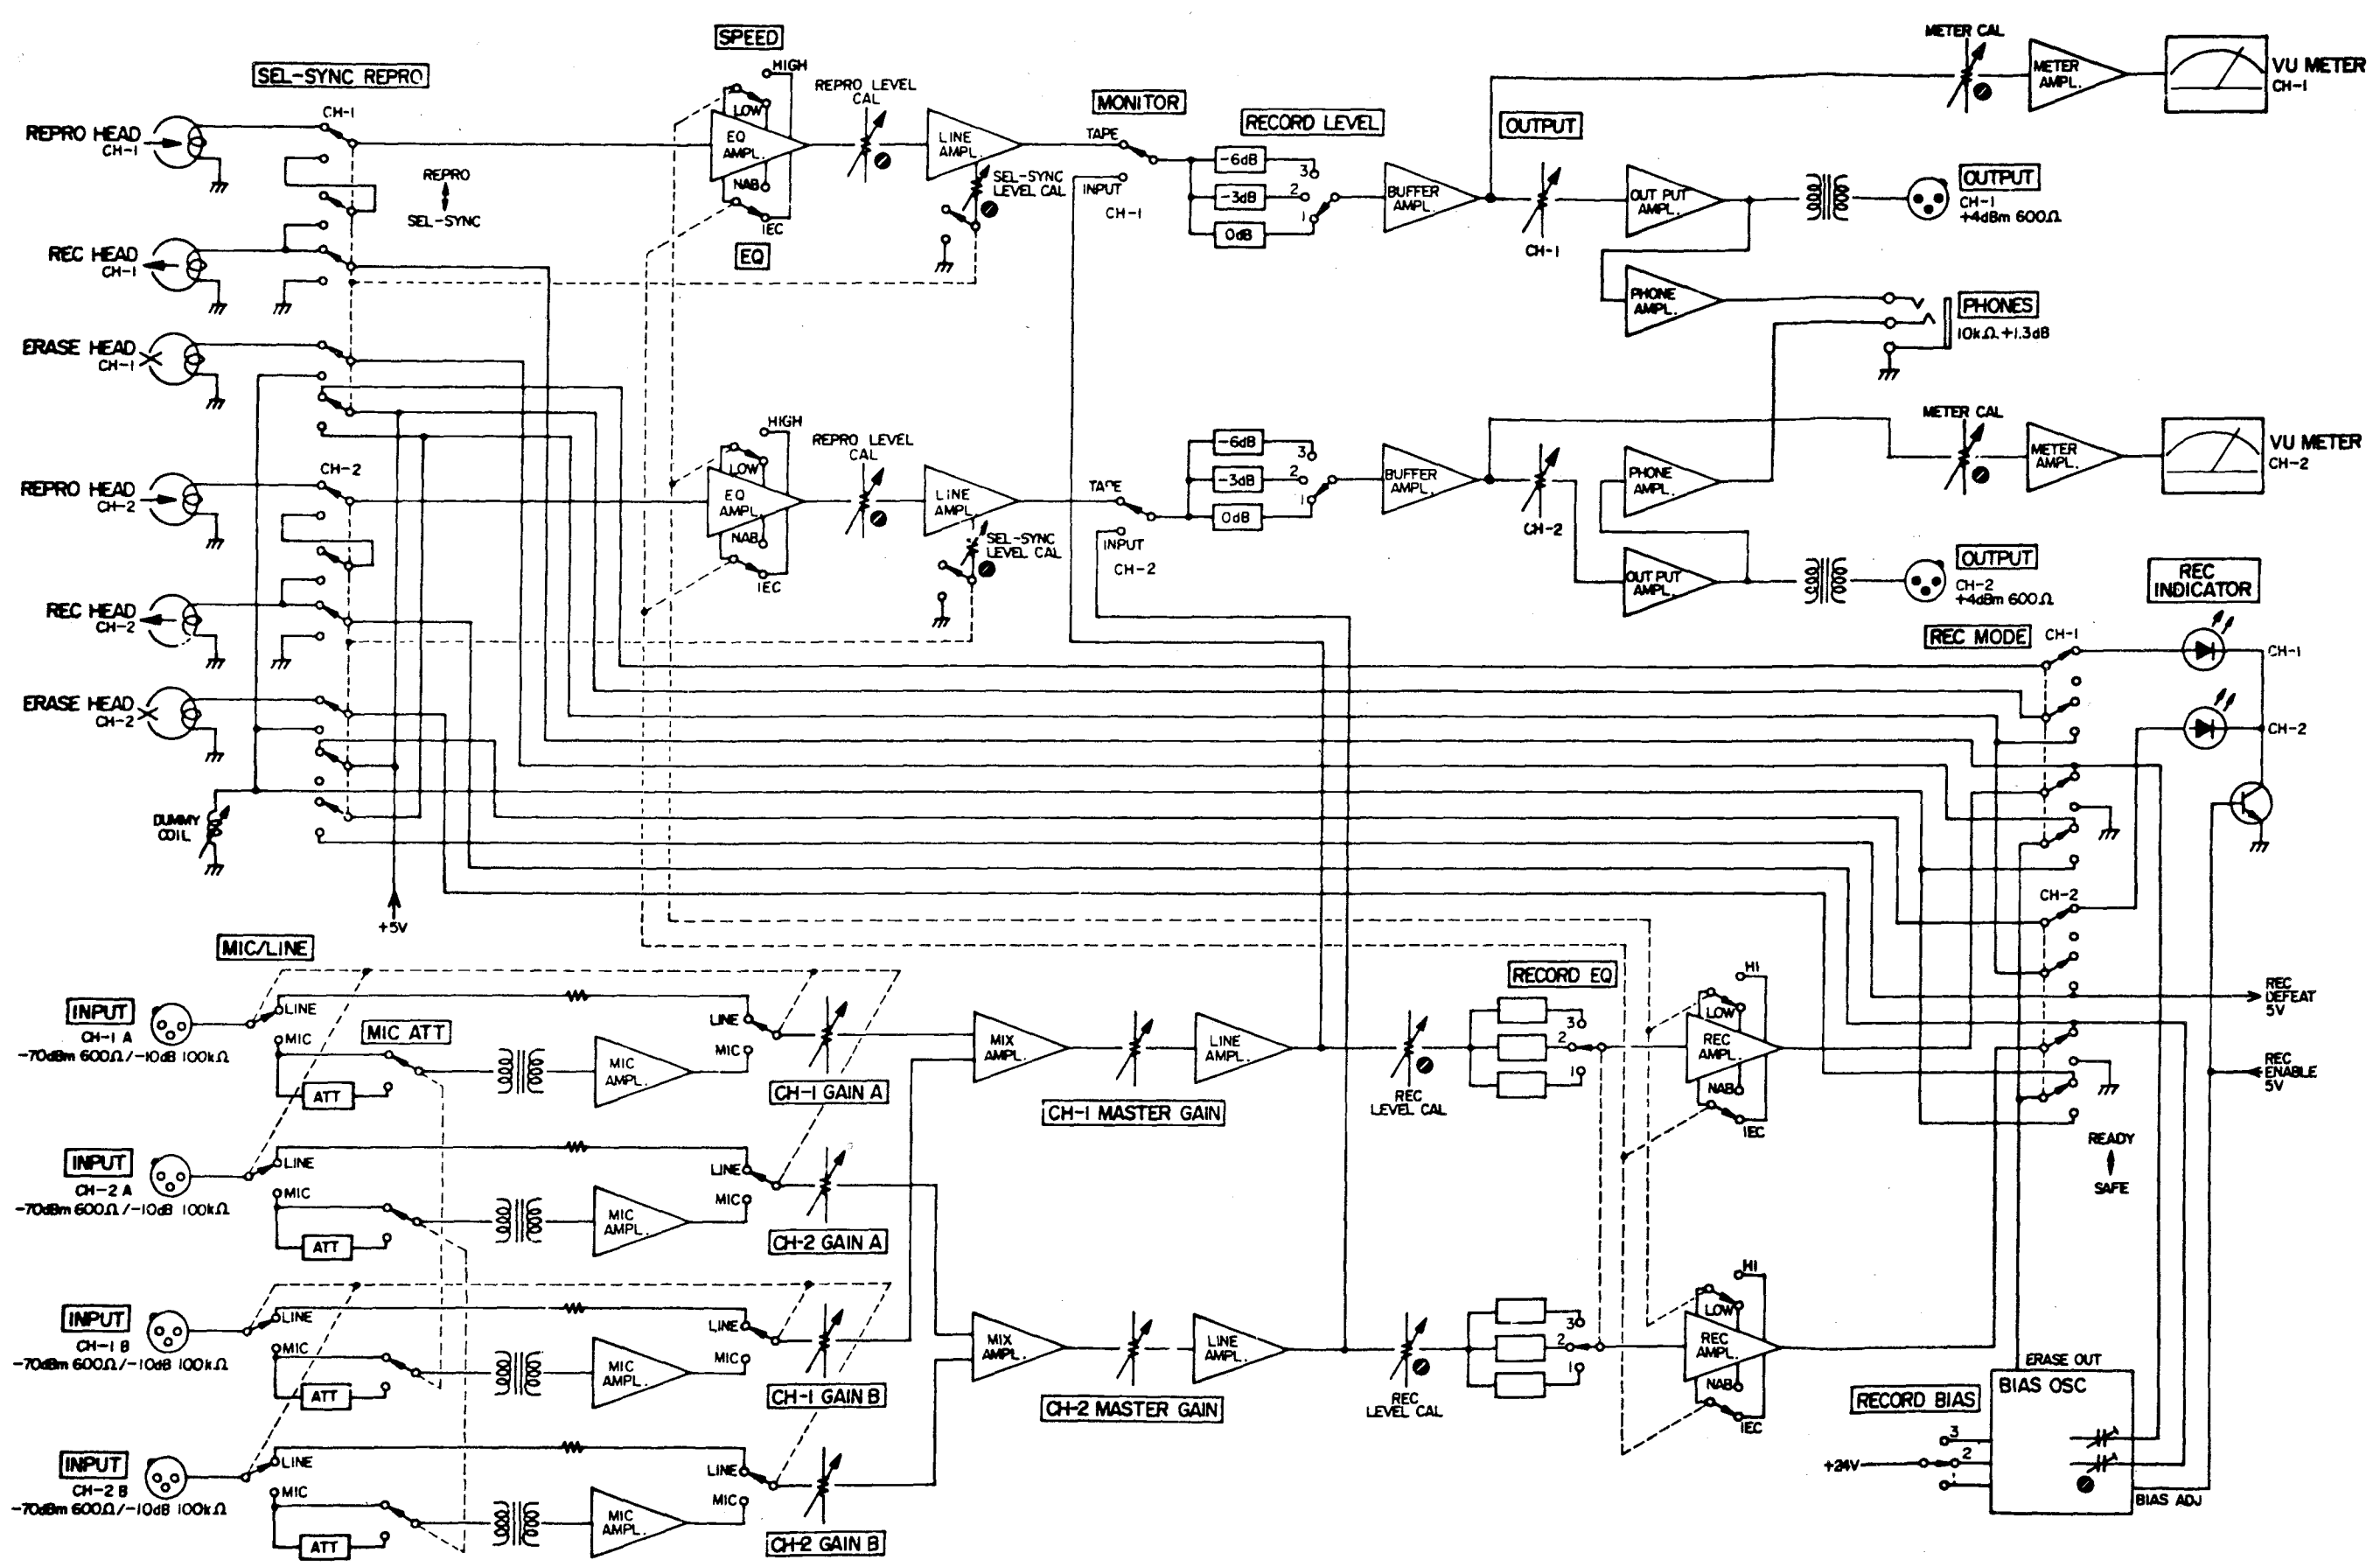 SPEED
HIGH
SEL-SYNC REPRO
CH-1
LOW
REPRO LEVEL
CAL
REPRO HEAD
CH-1
EQ
AMPL.
LINE
AMPL.
NAB
IEC
EQ
REPRO
SEL-SYNC
SEL-SYNC
LEVEL CAL
MONITOR
TAPE
INPUT
CH-1
RECORD LEVEL
-6dB
-3dB
0dB
3
2
1
BUFFER
AMPL.
OUTPUT
CH-1
OUT PUT
AMPL.
METER CAL
METER
AMPL.
VU METER
CH-1
OUTPUT
CH-1
+4dBm 600Ω
REC HEAD
CH-1
PHONE
AMPL.
PHONES
10kΩ +1.3dB
ERASE HEAD
CH-1
CH-2
HIGH
LOW
REPRO LEVEL
CAL
REPRO HEAD
CH-2
EQ
AMPL.
LINE
AMPL.
NAB
IEC
SEL-SYNC
LEVEL CAL
TAPE
INPUT
CH-2
-6dB
-3dB
0dB
3
2
1
BUFFER
AMPL.
CH-2
PHONE
AMPL.
OUT PUT
AMPL.
METER CAL
METER
AMPL.
VU METER
CH-2
OUTPUT
CH-2
+4dBm 600Ω
REC HEAD
CH-2
REC
INDICATOR
REC MODE
CH-1
CH-1
CH-2
ERASE HEAD
CH-2
DUMMY
COIL
+5V
CH-2
REC
DEFEAT
5V
REC
ENABLE
5V
READY
SAFE
MIC/LINE
INPUT
CH-1 A
-70dBm 600Ω/-10dB 100kΩ
LINE
MIC
MIC ATT
ATT
MIC
AMPL.
LINE
MIC
CH-1 GAIN A
MIX
AMPL.
CH-1 MASTER GAIN
LINE
AMPL.
REC
LEVEL CAL
RECORD EQ
3
2
1
HI
LOW
REC
AMPL.
NAB
IEC
INPUT
CH-2 A
-70dBm 600Ω/-10dB 100kΩ
LINE
MIC
ATT
MIC
AMPL.
LINE
MIC
CH-2 GAIN A
INPUT
CH-1 B
-70dBm 600Ω/-10dB 100kΩ
LINE
MIC
ATT
MIC
AMPL.
LINE
MIC
CH-1 GAIN B
MIX
AMPL.
CH-2 MASTER GAIN
LINE
AMPL.
REC
LEVEL CAL
3
2
1
HI
LOW
REC
AMPL.
NAB
IEC
INPUT
CH-2 B
-70dBm 600Ω/-10dB 100kΩ
LINE
MIC
ATT
MIC
AMPL.
LINE
MIC
CH-2 GAIN B
ERASE OUT
BIAS OSC
RECORD BIAS
3
2
+24V
BIAS ADJ